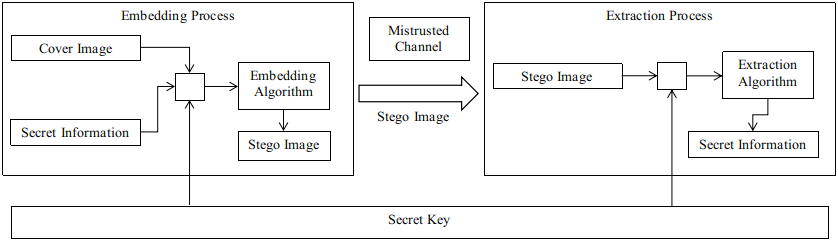 Embedding Process
Cover Image
Secret Information
Embedding
Algorithm
Stego Image
Mistrusted
Channel
Stego Image
Extraction Process
Stego Image
Extraction
Algorithm
Secret Information
Secret Key